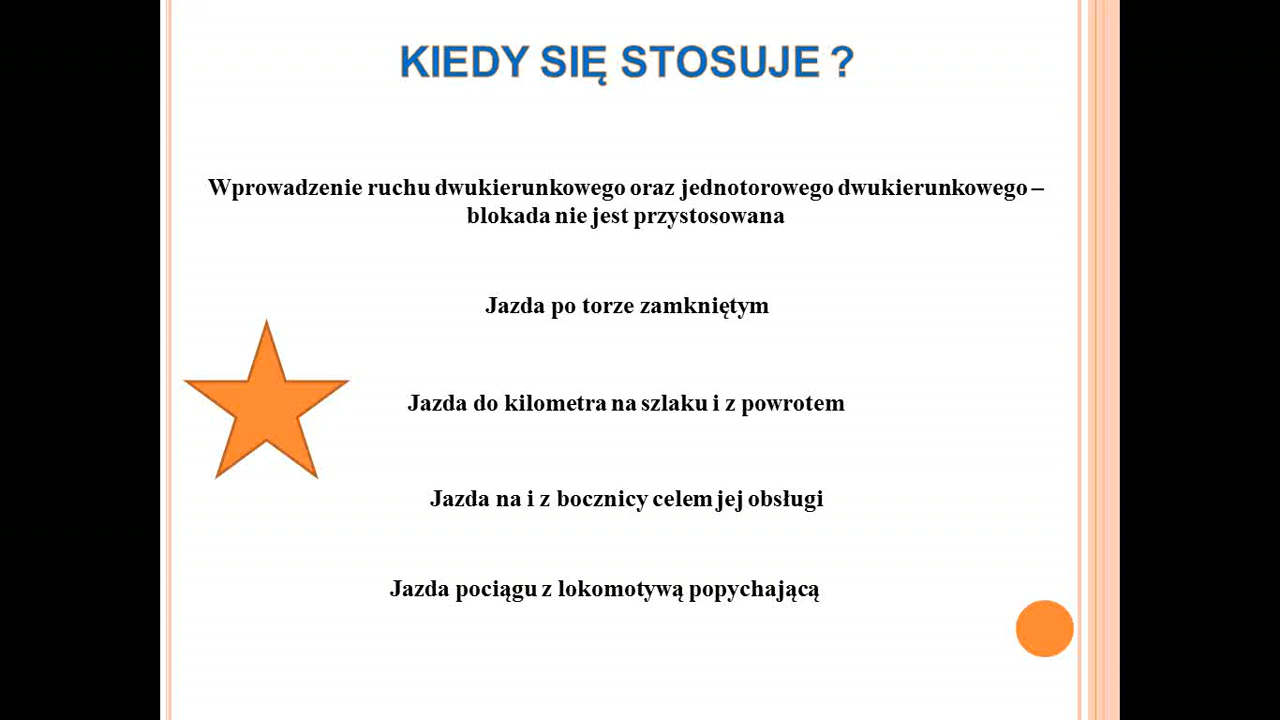 KIEDY SIĘ STOSUJE ?
Wprowadzenie ruchu dwukierunkowego oraz jednotorowego dwukierunkowego –
blokada nie jest przystosowana
Jazda po torze zamkniętym
Jazda do kilometra na szlaku i z powrotem
Jazda na i z bocznicy celem jej obsługi
Jazda pociągu z lokomotywą popychającą